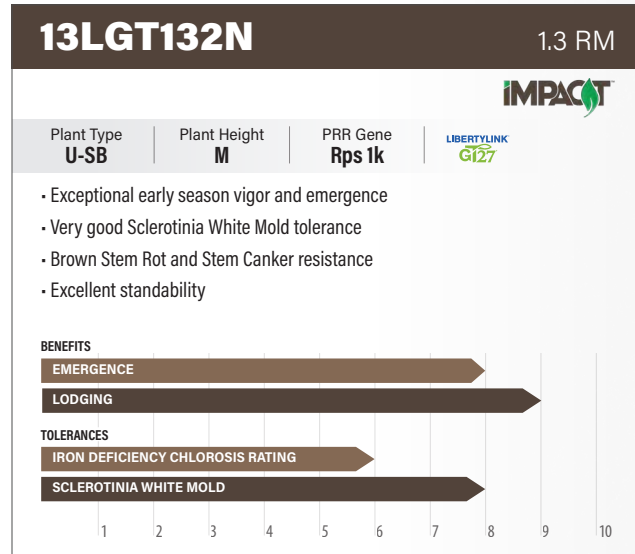 13LGT132N
1.3 RM
iMPACT™
Plant Type
U-SB
Plant Height
M
PRR Gene
Rps 1k
LIBERTYLINK®
GT27
• Exceptional early season vigor and emergence
• Very good Sclerotinia White Mold tolerance
• Brown Stem Rot and Stem Canker resistance
• Excellent standability
BENEFITS
EMERGENCE
LODGING
TOLERANCES
IRON DEFICIENCY CHLOROSIS RATING
SCLEROTINIA WHITE MOLD
1 2 3 4 5 6 7 8 9 10